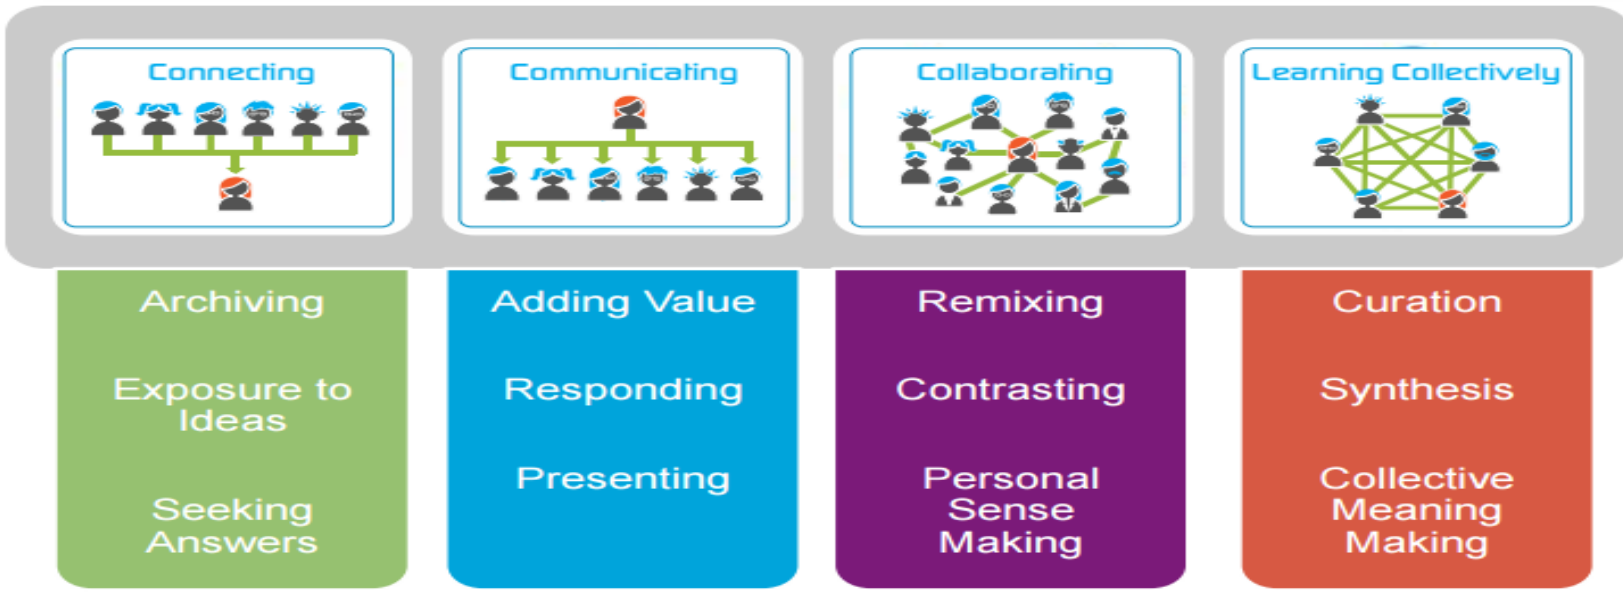 Connecting
Communicating
Collaborating
Learning Collectively
Archiving
Exposure to
Ideas
Seeking
Answers
Adding Value
Responding
Presenting
Remixing
Contrasting
Personal
Sense
Making
Curation
Synthesis
Collective
Meaning
Making